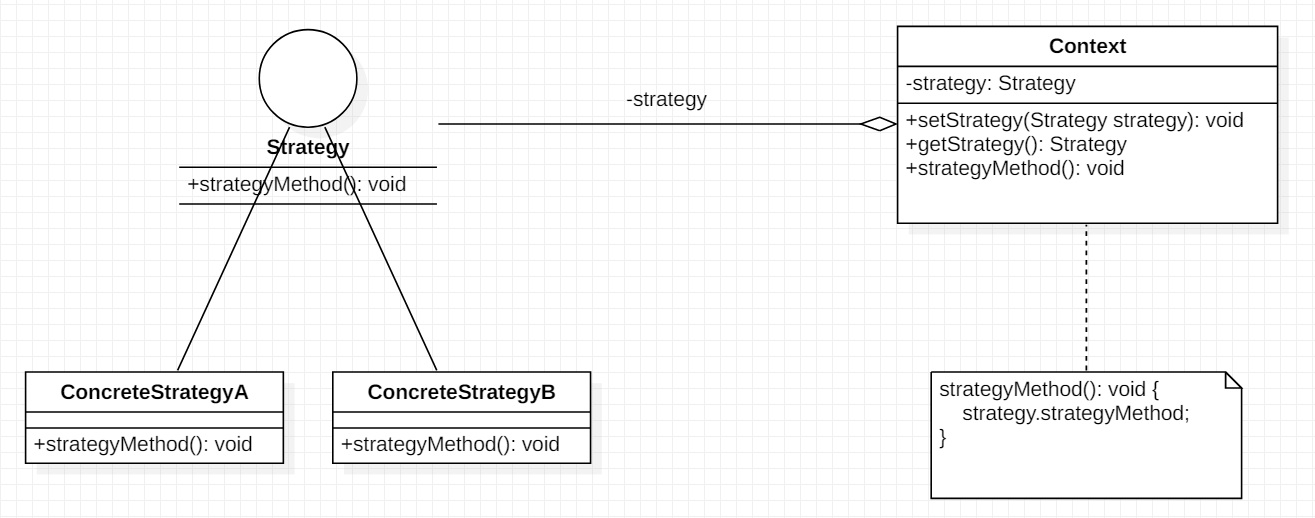 Strategy
+strategyMethod(): void
-strategy
Context
-strategy: Strategy
+setStrategy(Strategy strategy): void
+getStrategy(): Strategy
+strategyMethod(): void
ConcreteStrategyA
+strategyMethod(): void
ConcreteStrategyB
+strategyMethod(): void
strategyMethod(): void {
    strategy.strategyMethod;
}